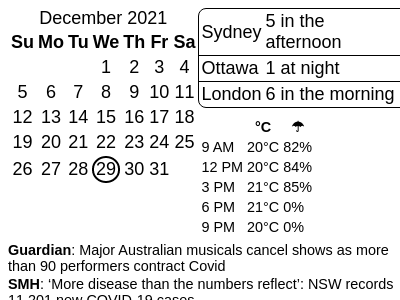 December 2021
Su Mo Tu We Th Fr Sa
1 2 3 4
5 6 7 8 9 10 11
12 13 14 15 16 17 18
19 20 21 22 23 24 25
26 27 28 29 30 31
Sydney 5 in the afternoon
Ottawa 1 at night
London 6 in the morning
°C ☂
9 AM 20°C 82%
12 PM 20°C 84%
3 PM 21°C 85%
6 PM 21°C 0%
9 PM 20°C 0%
Guardian: Major Australian musicals cancel shows as more
than 90 performers contract Covid
SMH: ‘More disease than the numbers reflect’: NSW records
11,201 new COVID-19 cases